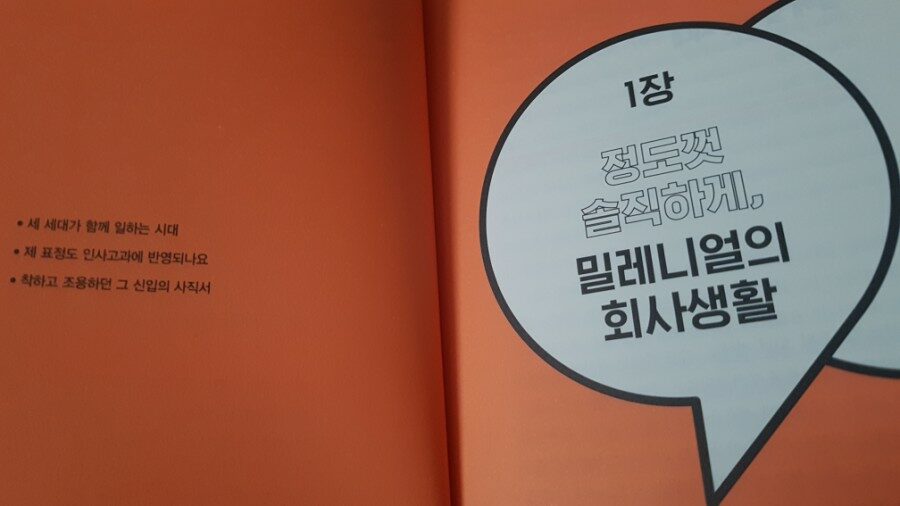 • 세 세대가 함께 일하는 시대
• 제 표정도 인사고과에 반영되나요
• 착하고 조용하던 그 신입의 사직서
1장
정도껏
솔직하게,
밀레니얼의
회사생활